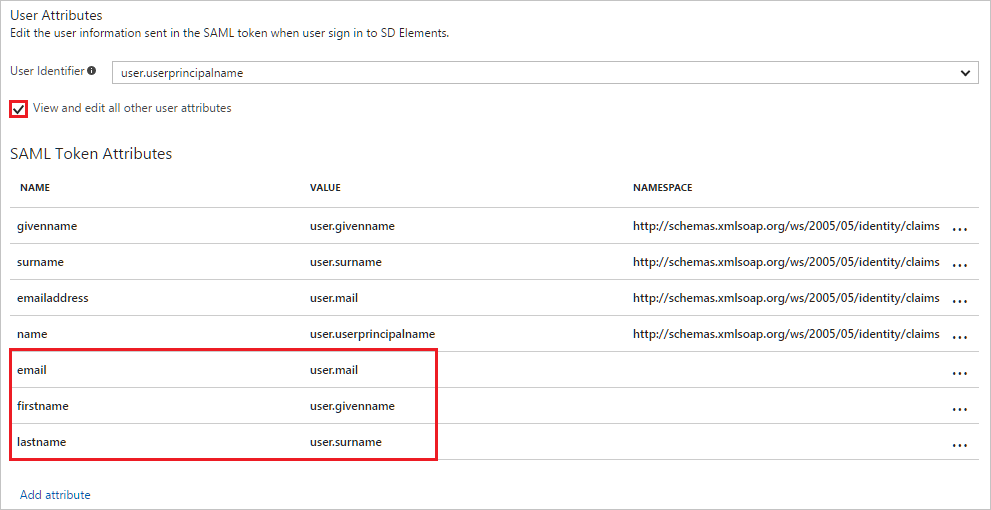 User Attributes
Edit the user information sent in the SAML token when user sign in to SD Elements.
User Identifier user.userprincipalname
View and edit all other user attributes
SAML Token Attributes
NAME VALUE NAMESPACE
givenname user.givenname http://schemas.xmlsoap.org/ws/2005/05/identity/claims ...
surname user.surname http://schemas.xmlsoap.org/ws/2005/05/identity/claims ...
emailaddress user.mail http://schemas.xmlsoap.org/ws/2005/05/identity/claims ...
name user.userprincipalname http://schemas.xmlsoap.org/ws/2005/05/identity/claims ...
email user.mail ...
firstname user.givenname ...
lastname user.surname ...
Add attribute